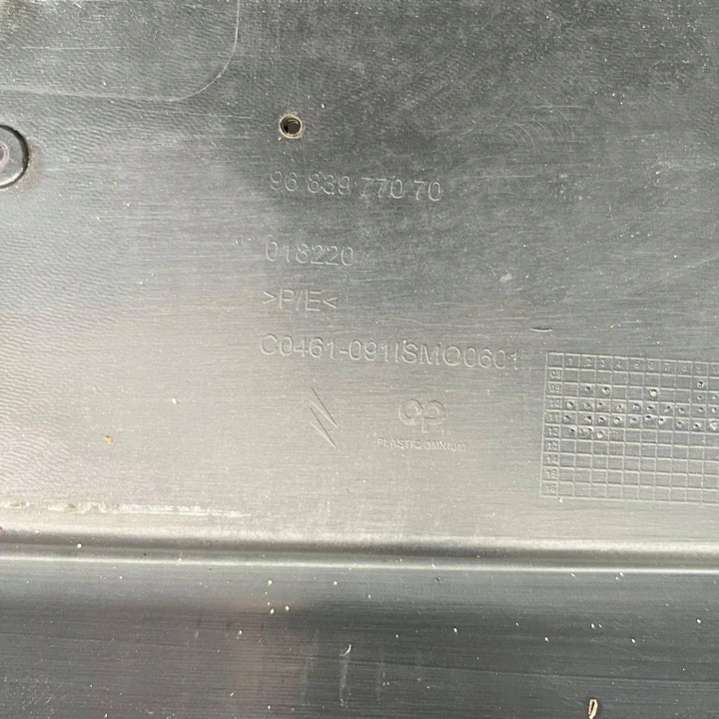 96 839 770 70
018220
>P/E<
C0461-091ISMO0601
PLASTIC OMNIUM